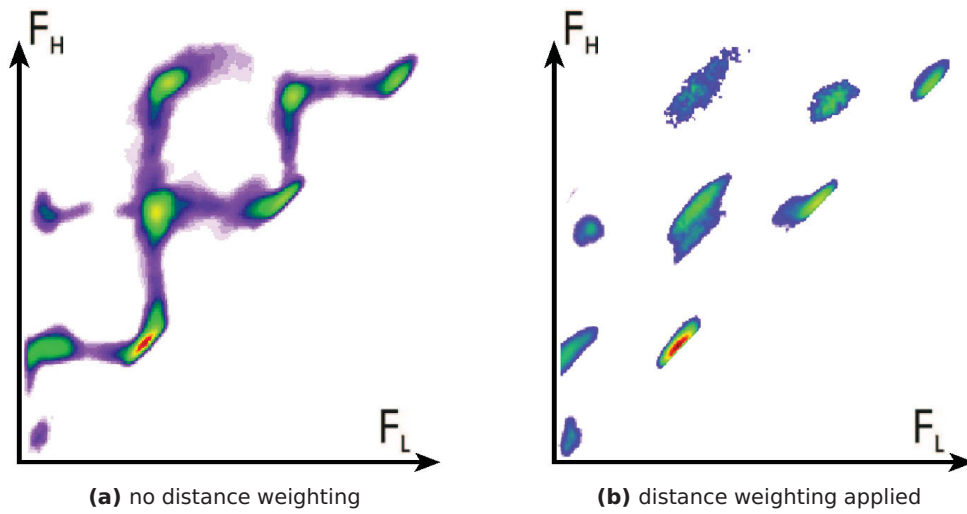 F_H
F_H
F_L
F_L
(a) no distance weighting
(b) distance weighting applied